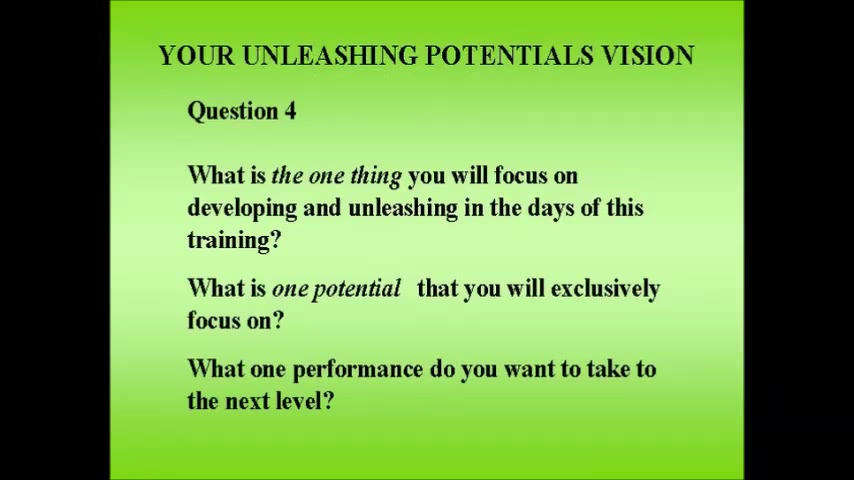 YOUR UNLEASHING POTENTIALS VISION
Question 4
What is the one thing you will focus on
developing and unleashing in the days of this
training?
What is one potential that you will exclusively
focus on?
What one performance do you want to take to
the next level?